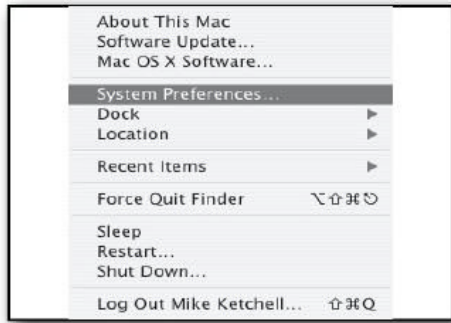 About This Mac
Software Update...
Mac OS X Software...
System Preferences...
Dock ▶
Location ▶
Recent Items ▶
Force Quit Finder ⌥⇧⌘⎋
Sleep
Restart...
Shut Down...
Log Out Mike Ketchell... ⇧⌘Q